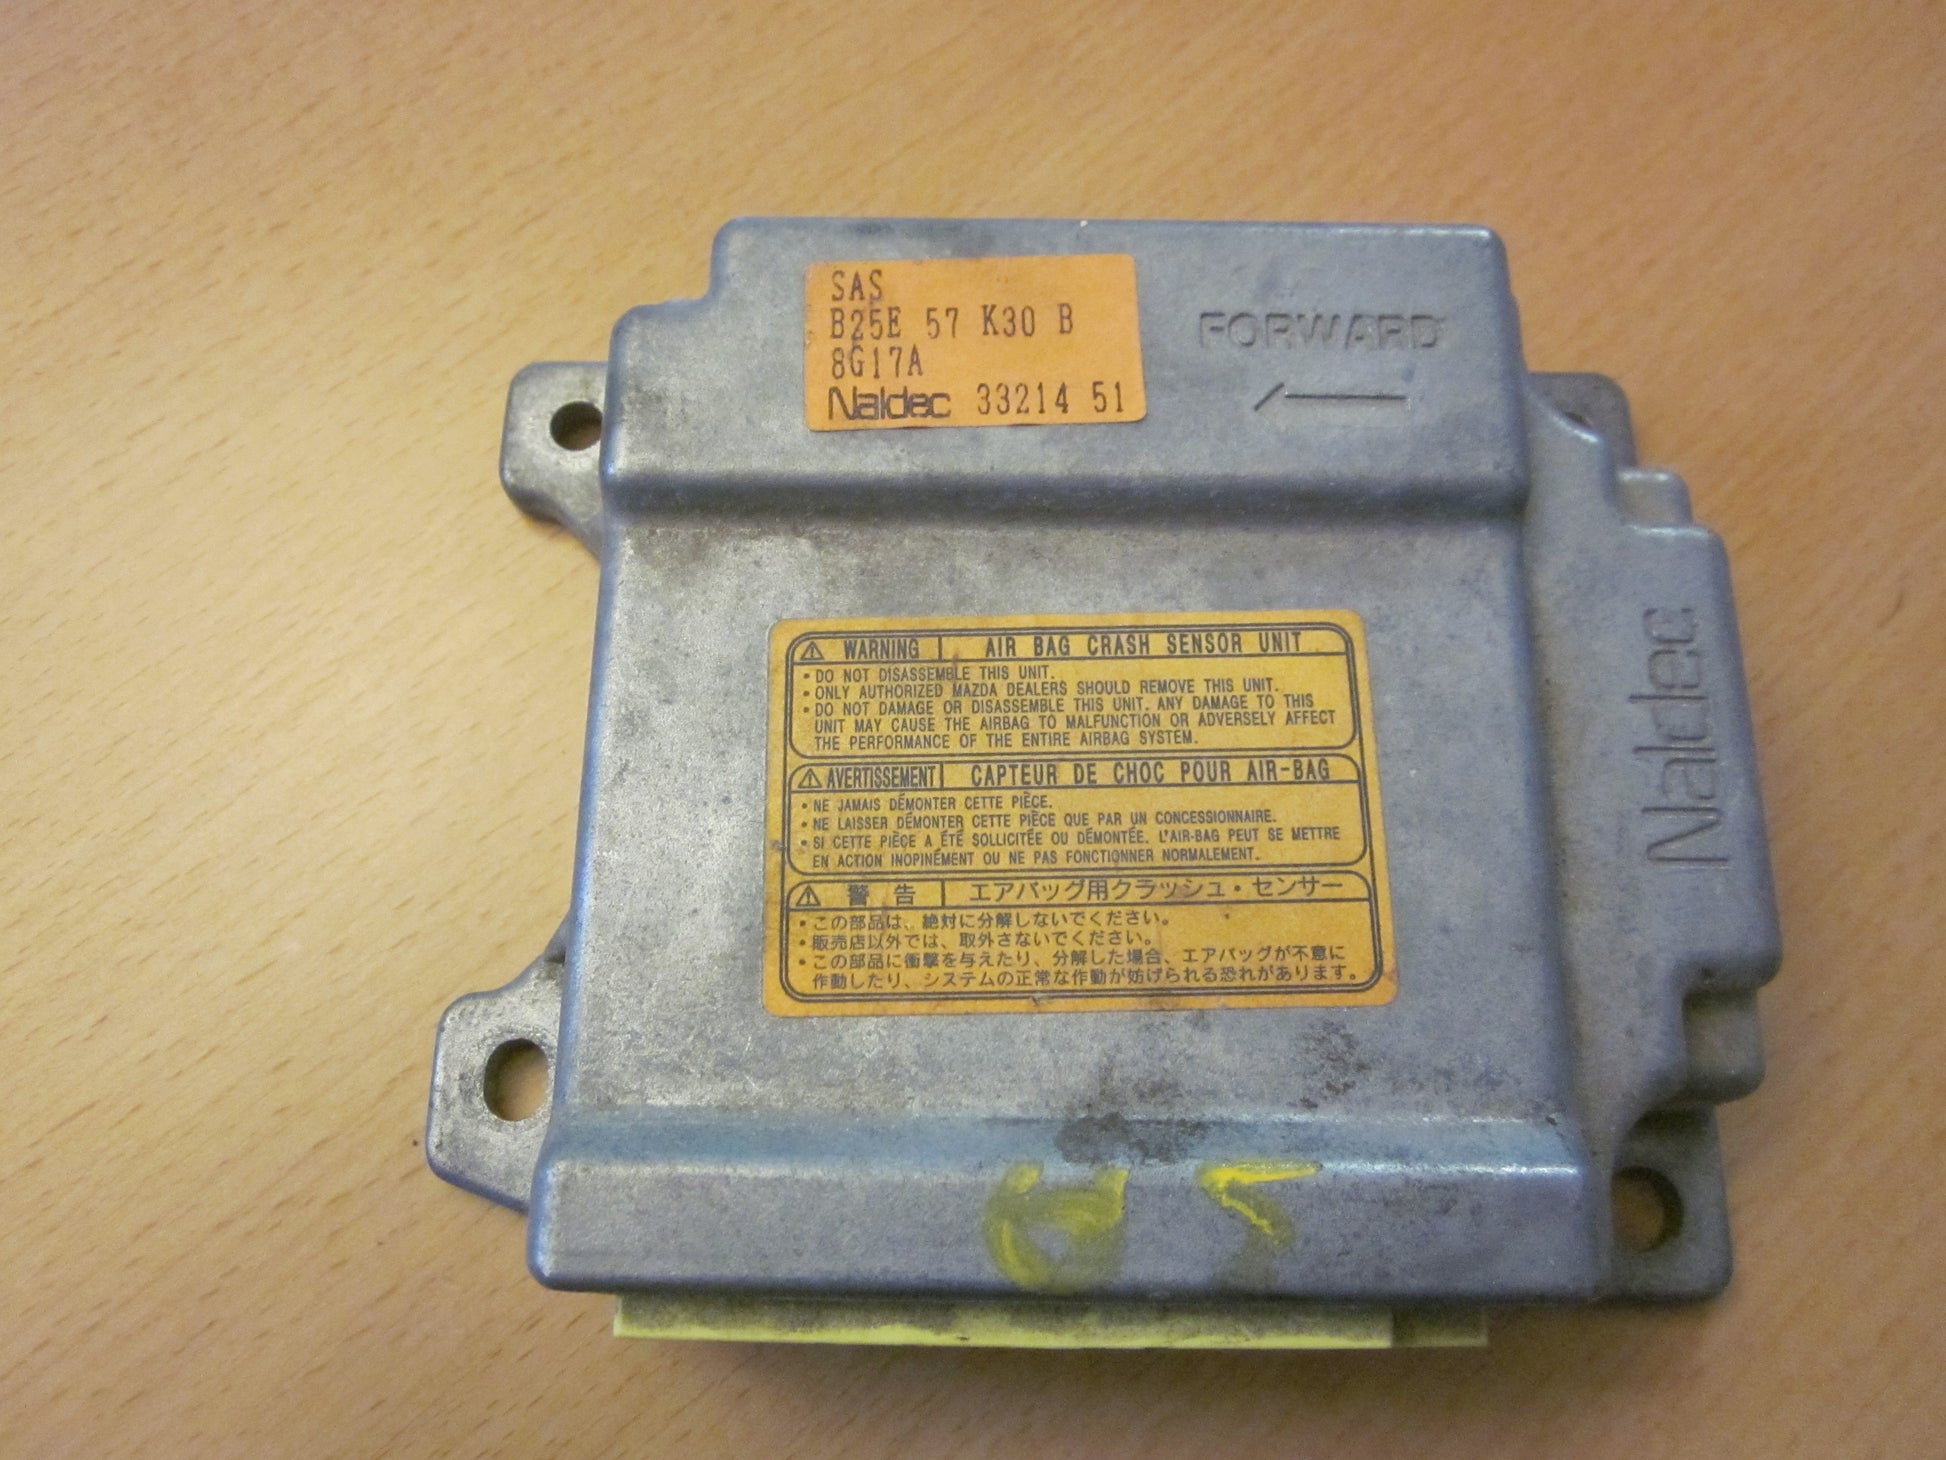 SAS
B25E 57 K30 B
8G17A
Naldec 33214 51
FORWARD
Naldec
WARNING AIR BAG CRASH SENSOR UNIT
• DO NOT DISASSEMBLE THIS UNIT.
• ONLY AUTHORIZED MAZDA DEALERS SHOULD REMOVE THIS UNIT.
• DO NOT DAMAGE OR DISASSEMBLE THIS UNIT. ANY DAMAGE TO THIS
UNIT MAY CAUSE THE AIRBAG TO MALFUNCTION OR ADVERSELY AFFECT
THE PERFORMANCE OF THE ENTIRE AIRBAG SYSTEM.
AVERTISSEMENT CAPTEUR DE CHOC POUR AIR-BAG
• NE JAMAIS DÉMONTER CETTE PIÈCE.
• NE LAISSER DÉMONTER CETTE PIÈCE QUE PAR UN CONCESSIONNAIRE.
• SI CETTE PIÈCE A ÉTÉ SOLLICITÉE OU DÉMONTÉE. L'AIR-BAG PEUT SE METTRE
EN ACTION INOPINÉMENT OU NE PAS FONCTIONNER NORMALEMENT.
警告 エアバッグ用クラッシュ・センサー
• この部品は、絶対に分解しないでください。
• 販売店以外では、取外さないでください。
• この部品に衝撃を与えたり、分解した場合、エアバッグが不意に
作動したり、システムの正常な作動が妨げられる恐れがあります。